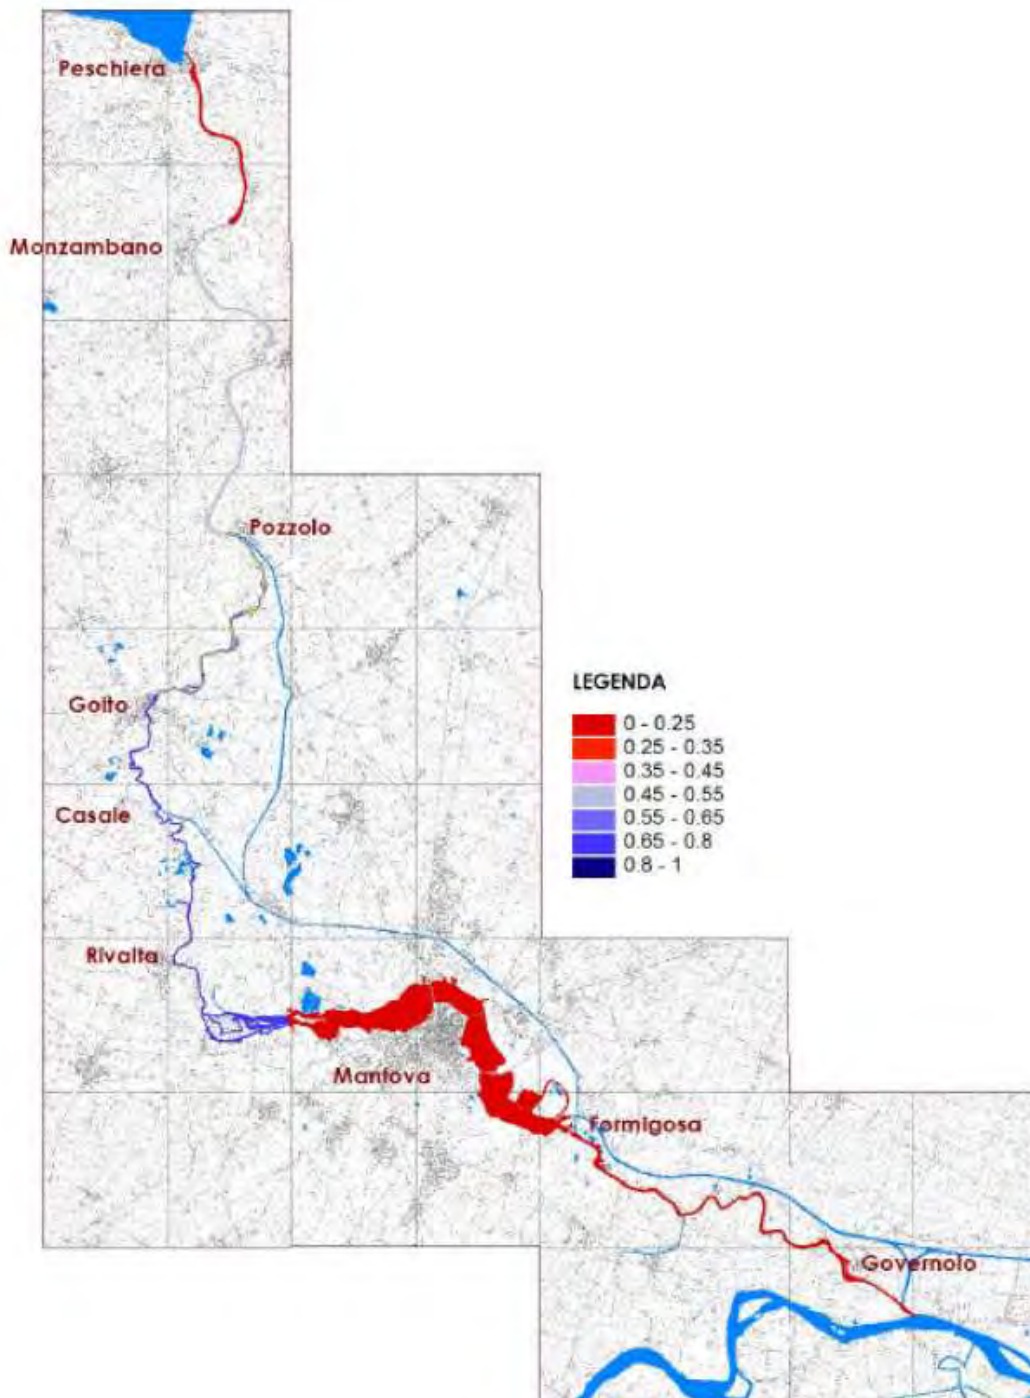 Peschiera
Monzambano
Pozzolo
Goito
Casale
Rivalta
Mantova
Formigosa
Governolo
LEGENDA
0 - 0.25
0.25 - 0.35
0.35 - 0.45
0.45 - 0.55
0.55 - 0.65
0.65 - 0.8
0.8 - 1